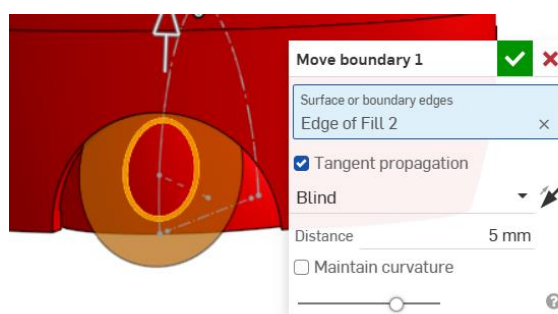 Move boundary 1
Surface or boundary edges
Edge of Fill 2
Tangent propagation
Blind
Distance 5 mm
Maintain curvature